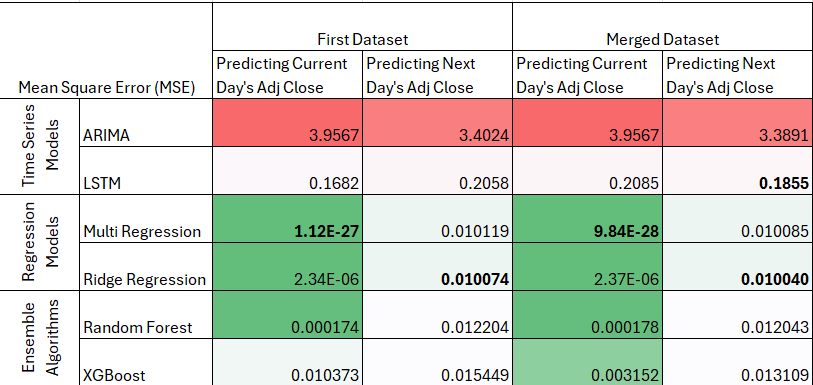 First Dataset Merged Dataset
Predicting Current Predicting Next Predicting Current Predicting Next
Mean Square Error (MSE) Day's Adj Close Day's Adj Close Day's Adj Close Day's Adj Close
Time Series
Models
ARIMA 3.9567 3.4024 3.9567 3.3891
LSTM 0.1682 0.2058 0.2085 0.1855
Regression
Models
Multi Regression 1.12E-27 0.010119 9.84E-28 0.010085
Ridge Regression 2.34E-06 0.010074 2.37E-06 0.010040
Ensemble
Algorithms
Random Forest 0.000174 0.012204 0.000178 0.012043
XGBoost 0.010373 0.015449 0.003152 0.013109